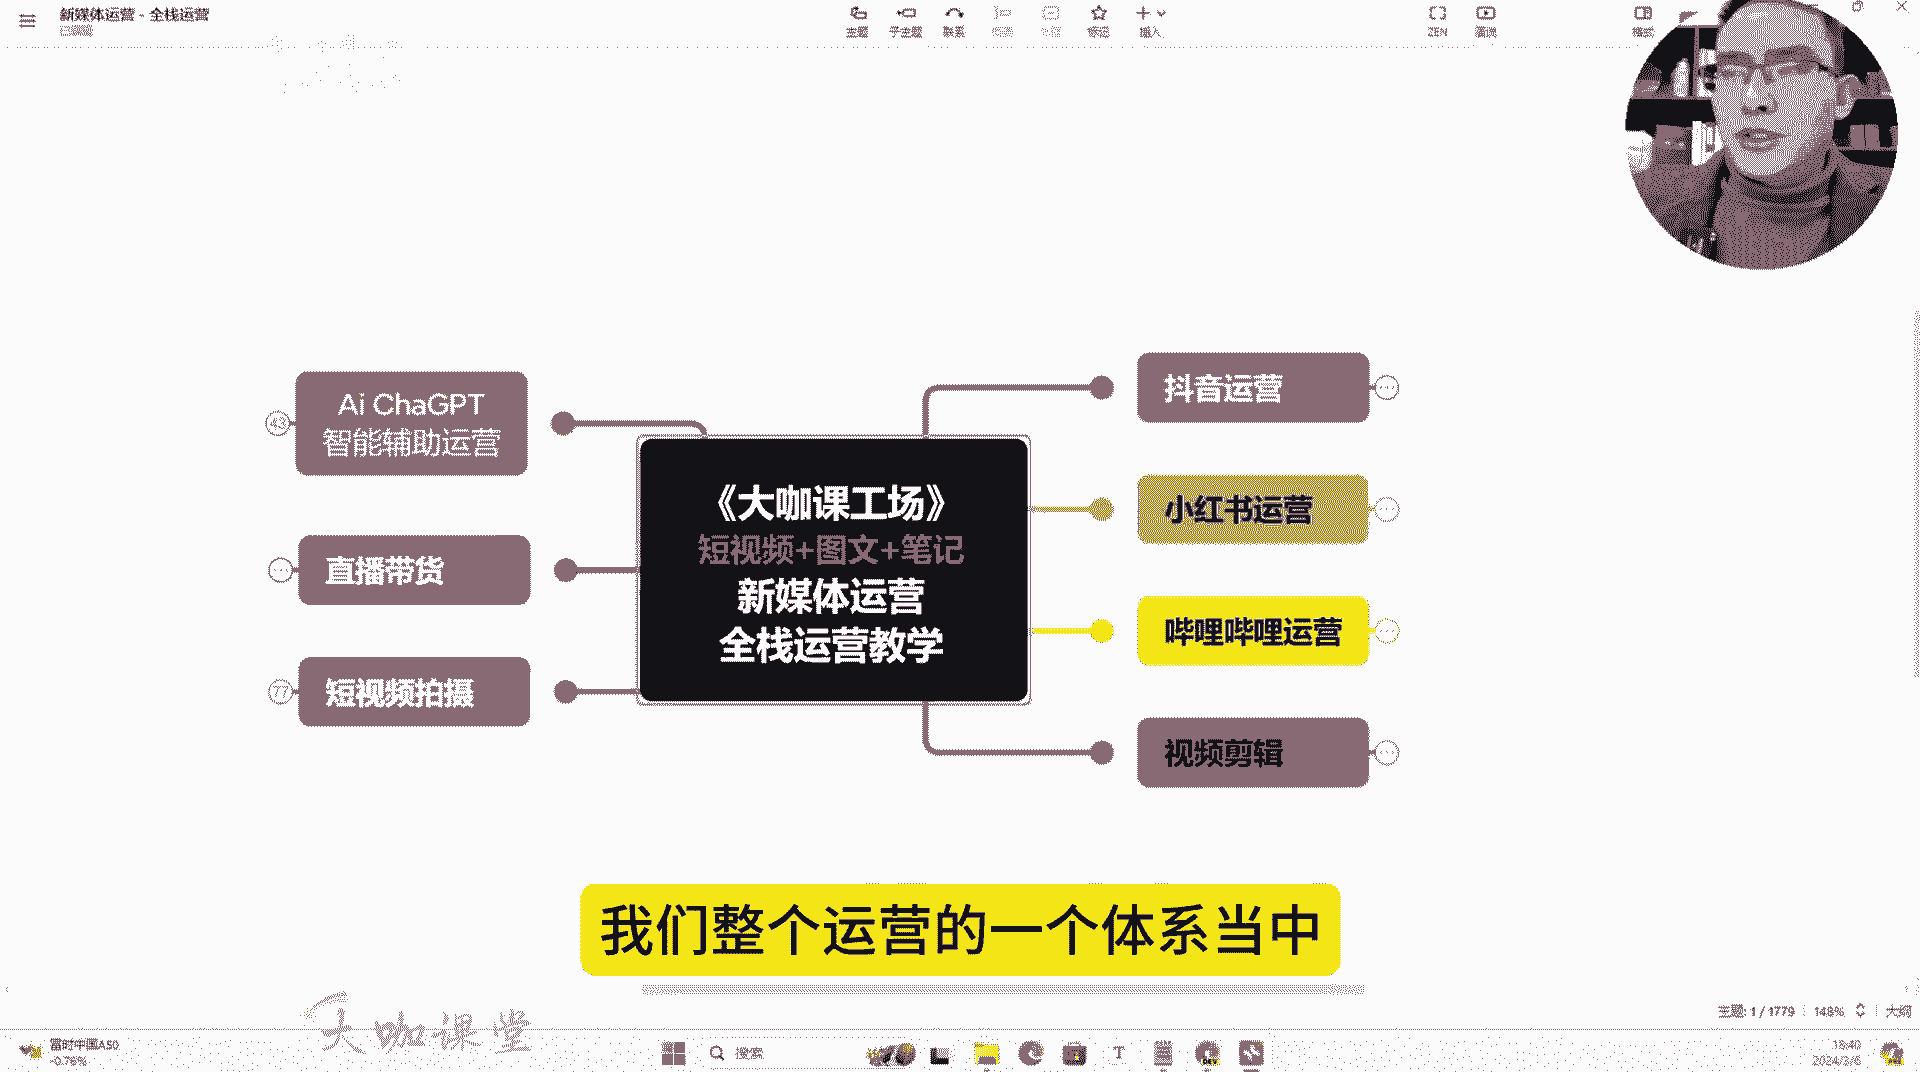 新媒体运营 - 全栈运营
主题
子主题
联系
标记
插入
ZEN
演说
格式
Ai ChaGPT
智能辅助运营
43
直播带货
短视频拍摄
77
《大咖课工场》
短视频+图文+笔记
新媒体运营
全栈运营教学
抖音运营
小红书运营
哔哩哔哩运营
视频剪辑
我们整个运营的一个体系当中
大咖课堂
主题: 1 / 1779
148%
大纲
富时中国A50
-0.76%
搜索
18:40
2024/3/6